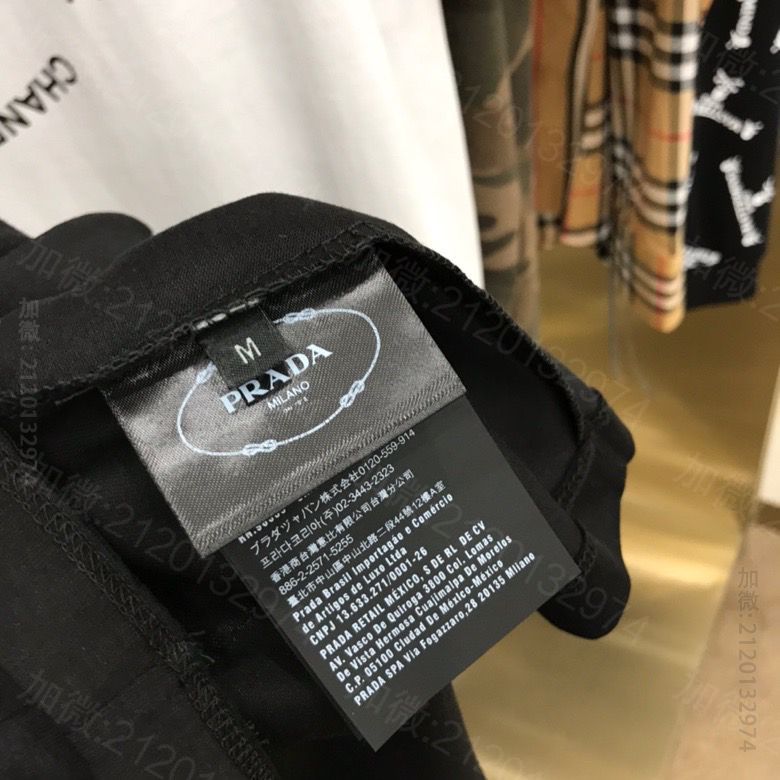 CHANE
M
PRADA
MILANO
プラダジャパン株式会社0120-559-914
프라다코리아(주)02-3443-2323
香港商台灣普拉達有限公司台灣分公司
886-2-2571-5255
臺北市中山區中山北路二段44號12樓A室
Prada Brasil Importação e Comércio
de Artigos de Luxo Ltda
CNPJ 13.633.271/0001-26
PRADA RETAIL MÉXICO, S DE RL DE CV
AV. Vasco De Quiroga 3800 Col. Lomas
De Vista Hermosa Cuajimalpa De Morelos
C.P. 05100 Ciudad De México-México
PRADA SPA Via Fogazzaro, 28 20135 Milano
加微:2120132974